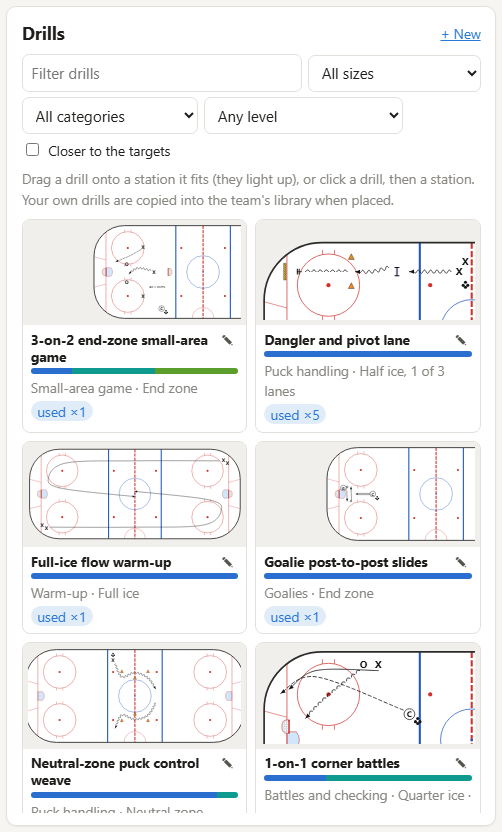 Drills
+ New
Filter drills
All sizes
All categories
Any level
Closer to the targets
Drag a drill onto a station it fits (they light up), or click a drill, then a station.
Your own drills are copied into the team's library when placed.
3-on-2 end-zone small-area
game
Small-area game · End zone
used ×1
I
X
X
Dangler and pivot lane
Puck handling · Half ice, 1 of 3
lanes
used ×5
X
X
X
X
Full-ice flow warm-up
Warm-up · Full ice
used ×1
Goalie post-to-post slides
Goalies · End zone
used ×1
Neutral-zone puck control
weave
Puck handling · Neutral zone
O X
C
1-on-1 corner battles
Battles and checking · Quarter ice ·